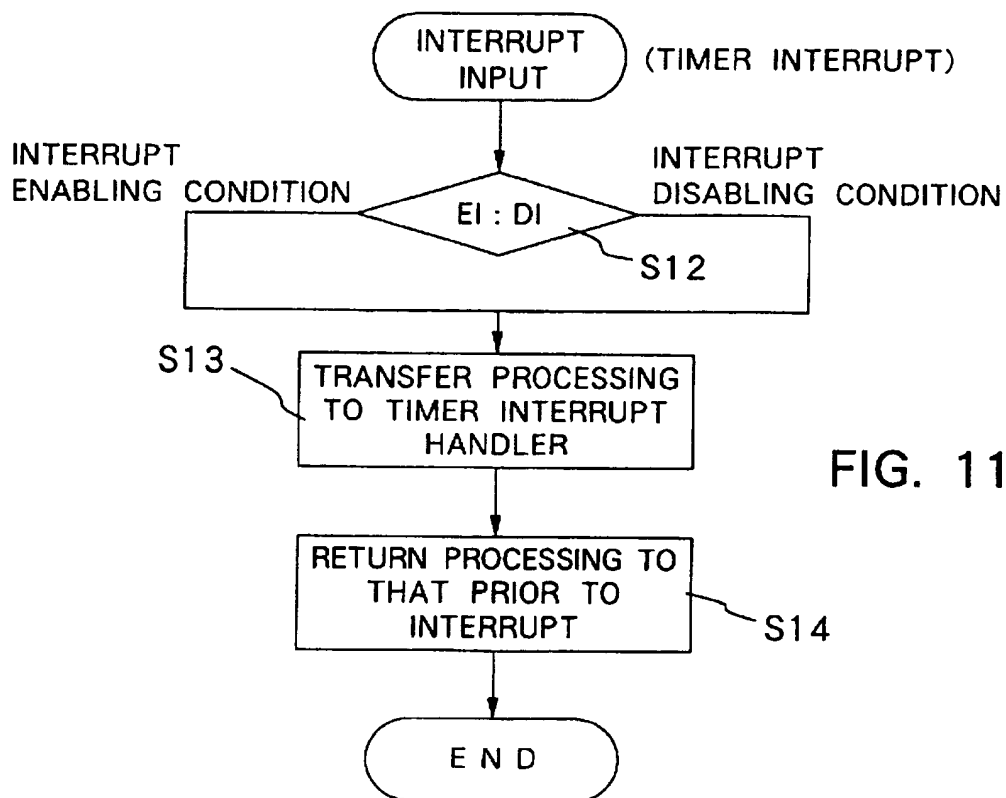 INTERRUPT
INPUT
(TIMER INTERRUPT)
INTERRUPT
ENABLING CONDITION
INTERRUPT
DISABLING CONDITION
EI : DI
S12
S13
TRANSFER PROCESSING
TO TIMER INTERRUPT
HANDLER
FIG. 11
RETURN PROCESSING TO
THAT PRIOR TO
INTERRUPT
S14
END